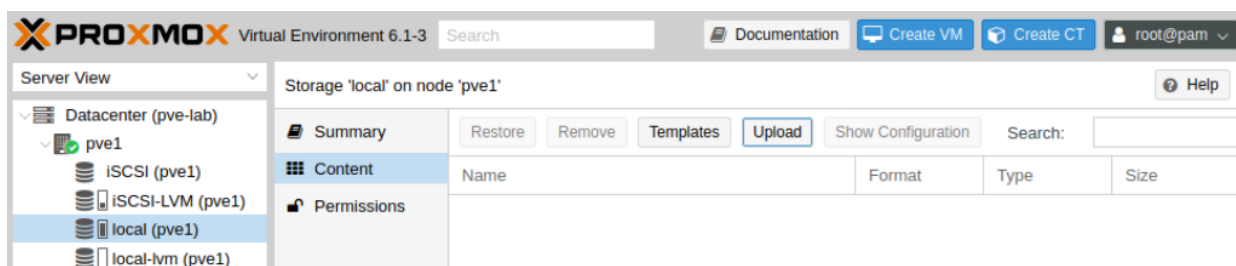 PROXMOX Virtual Environment 6.1-3 Search Documentation Create VM Create CT root@pam
Server View
Storage 'local' on node 'pve1' Help
Datacenter (pve-lab)
pve1
iSCSI (pve1)
iSCSI-LVM (pve1)
local (pve1)
local-lvm (pve1)
Summary
Content
Permissions
Restore Remove Templates Upload Show Configuration Search:
Name Format Type Size